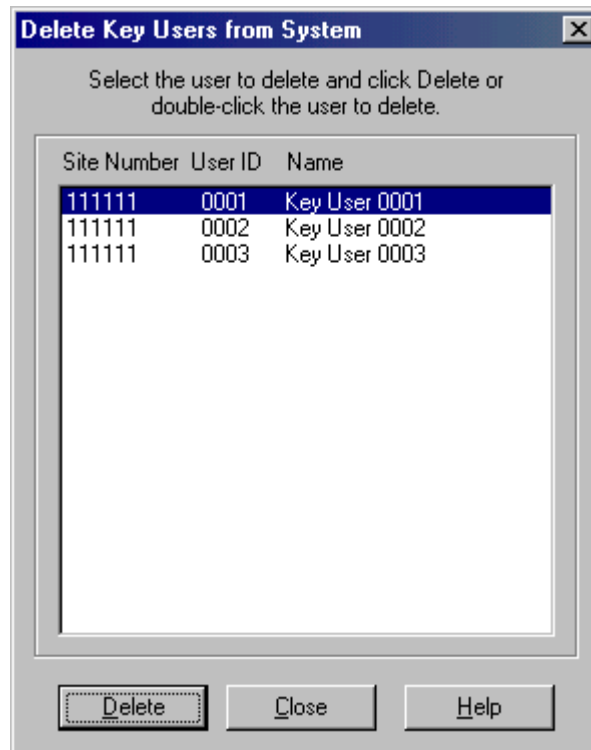 Delete Key Users from System
Select the user to delete and click Delete or
double-click the user to delete.
Site Number User ID Name
111111 0001 Key User 0001
111111 0002 Key User 0002
111111 0003 Key User 0003
Delete Close Help